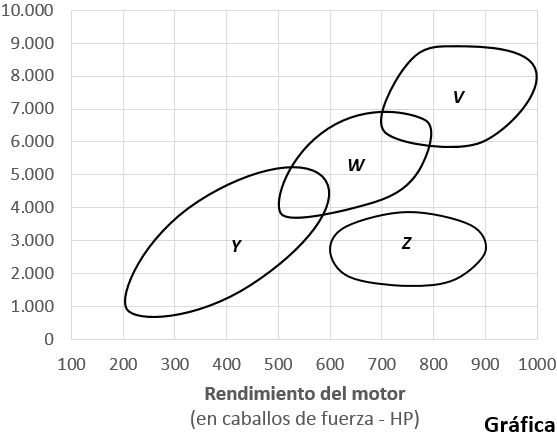 10.000
9.000
8.000
7.000
6.000
5.000
4.000
3.000
2.000
1.000
0
V
W
Y
Z
100 200 300 400 500 600 700 800 900 1000
Rendimiento del motor
(en caballos de fuerza - HP)
Gráfica